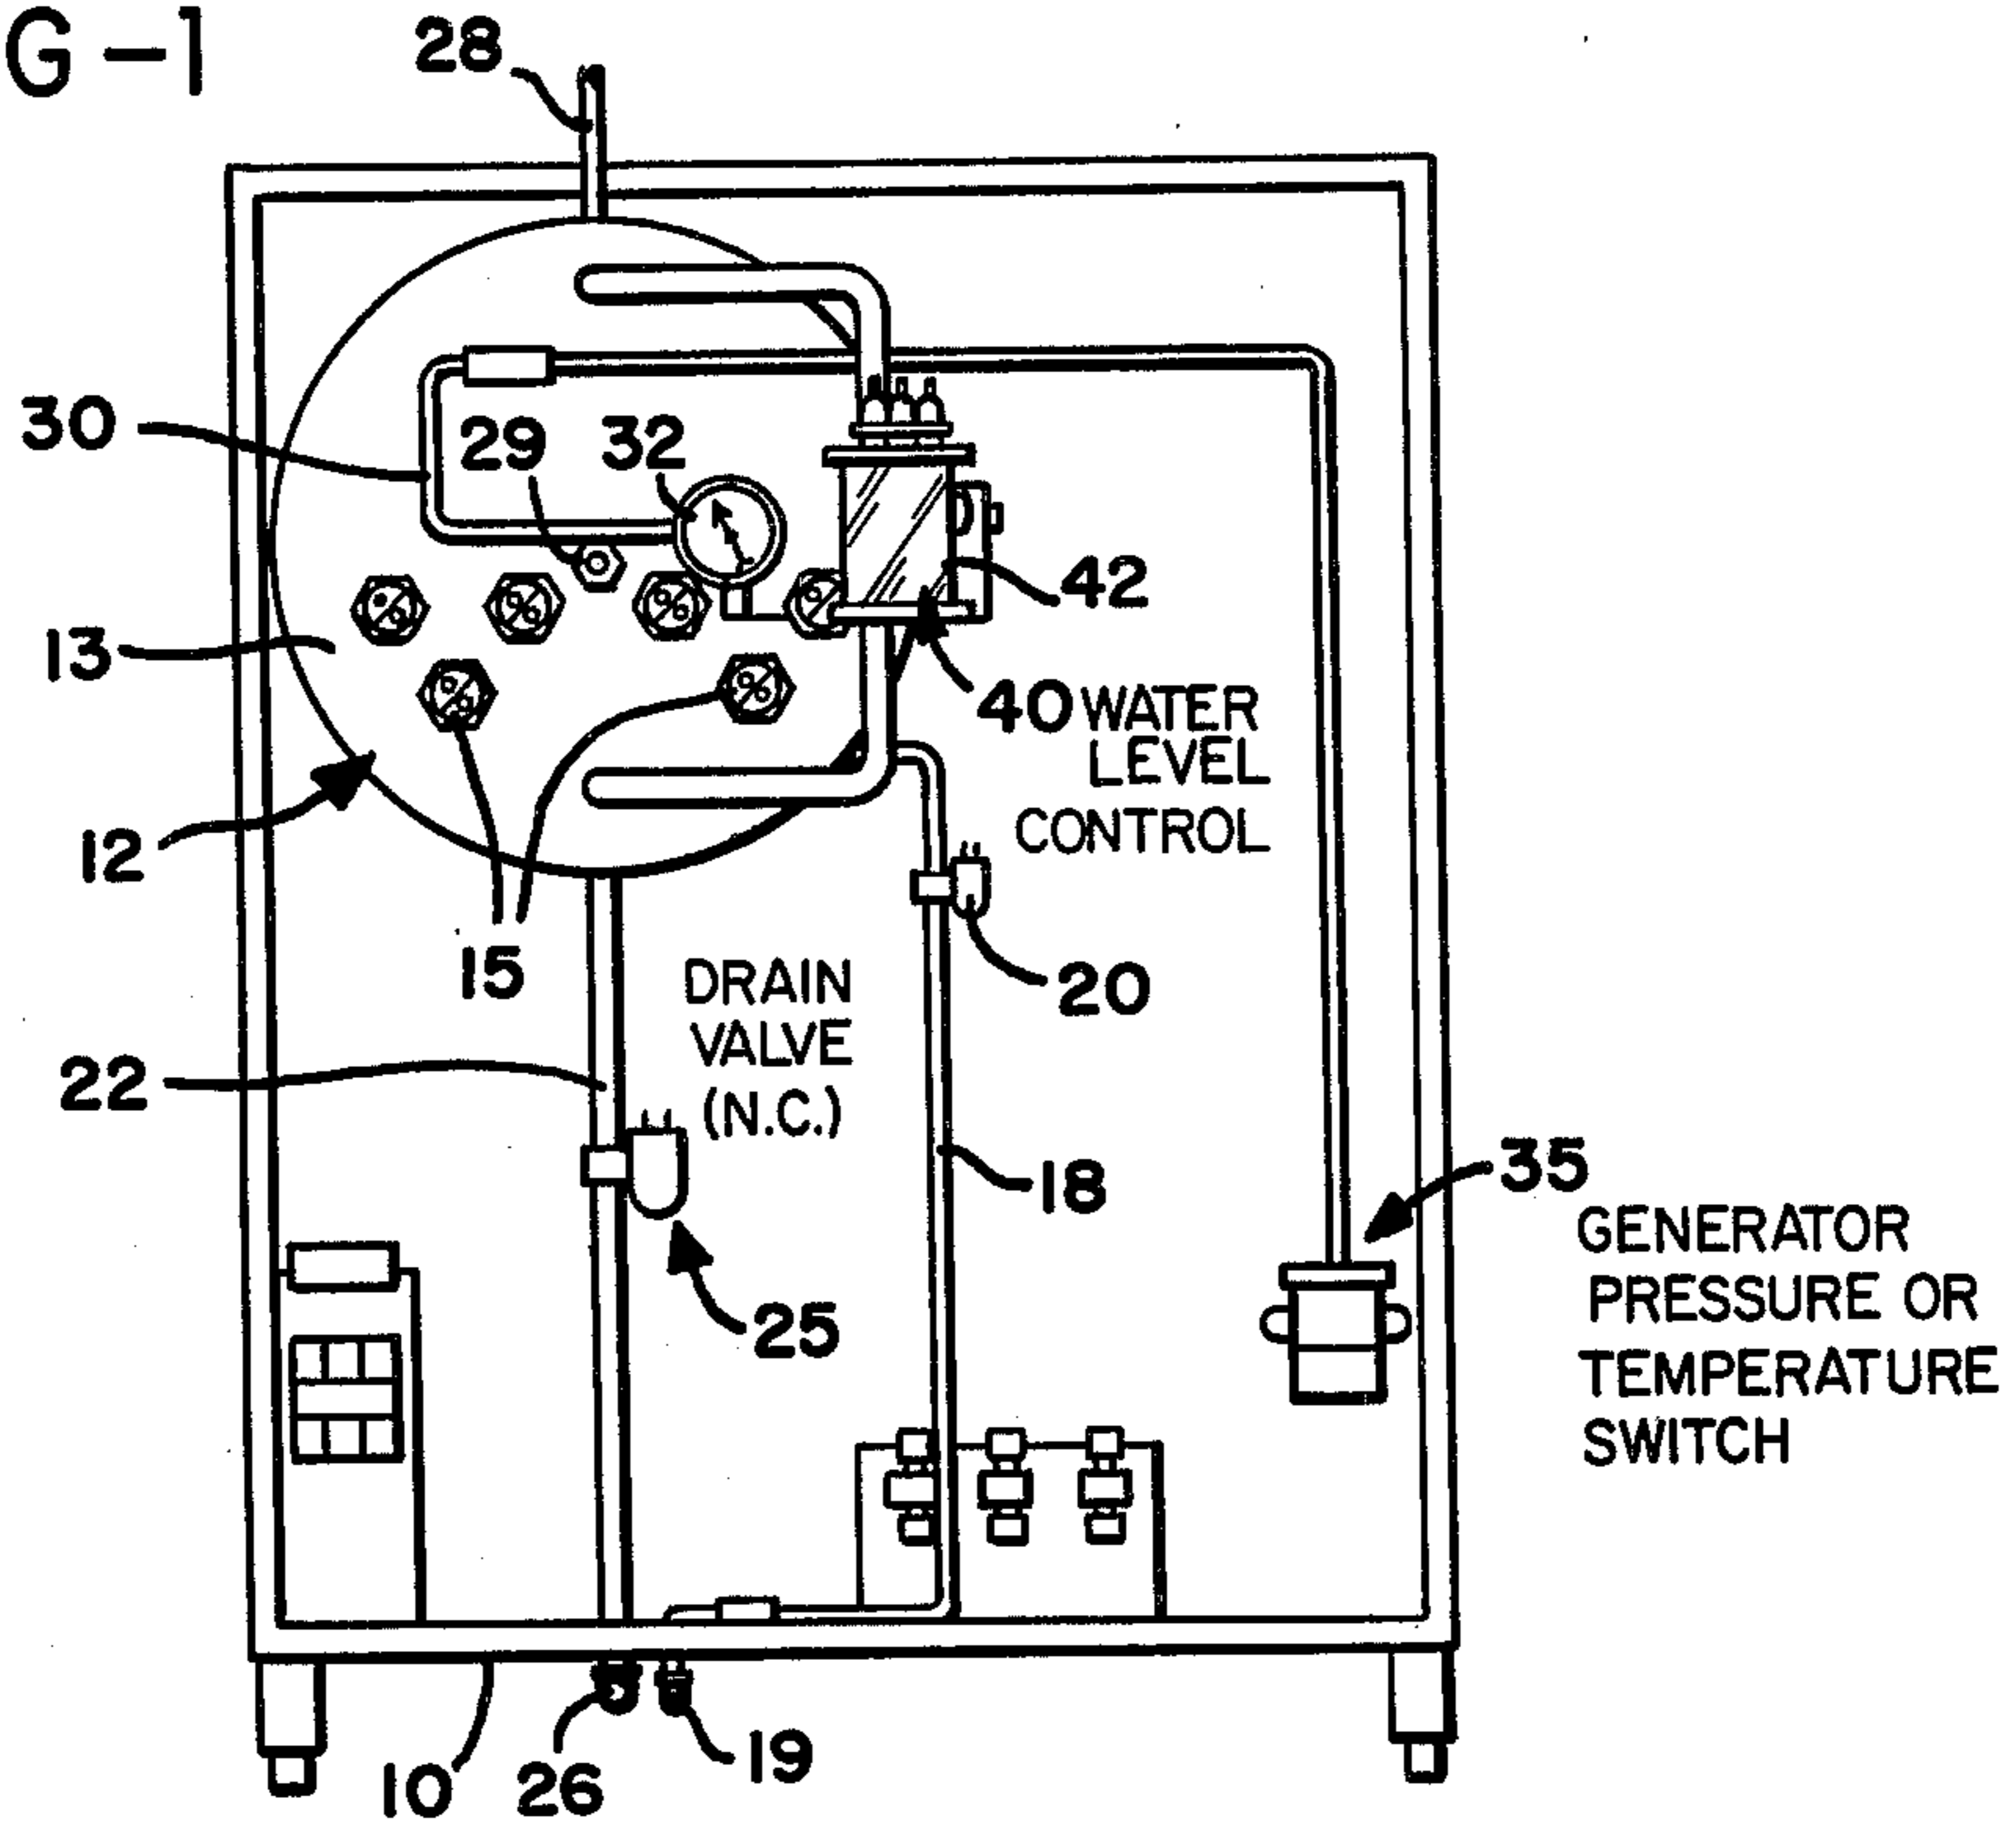 G-1
28
30
29
32
42
13
40 WATER
LEVEL
CONTROL
12
15
20
DRAIN
VALVE
(N.C.)
22
18
35
GENERATOR
PRESSURE OR
TEMPERATURE
SWITCH
25
19
10
26